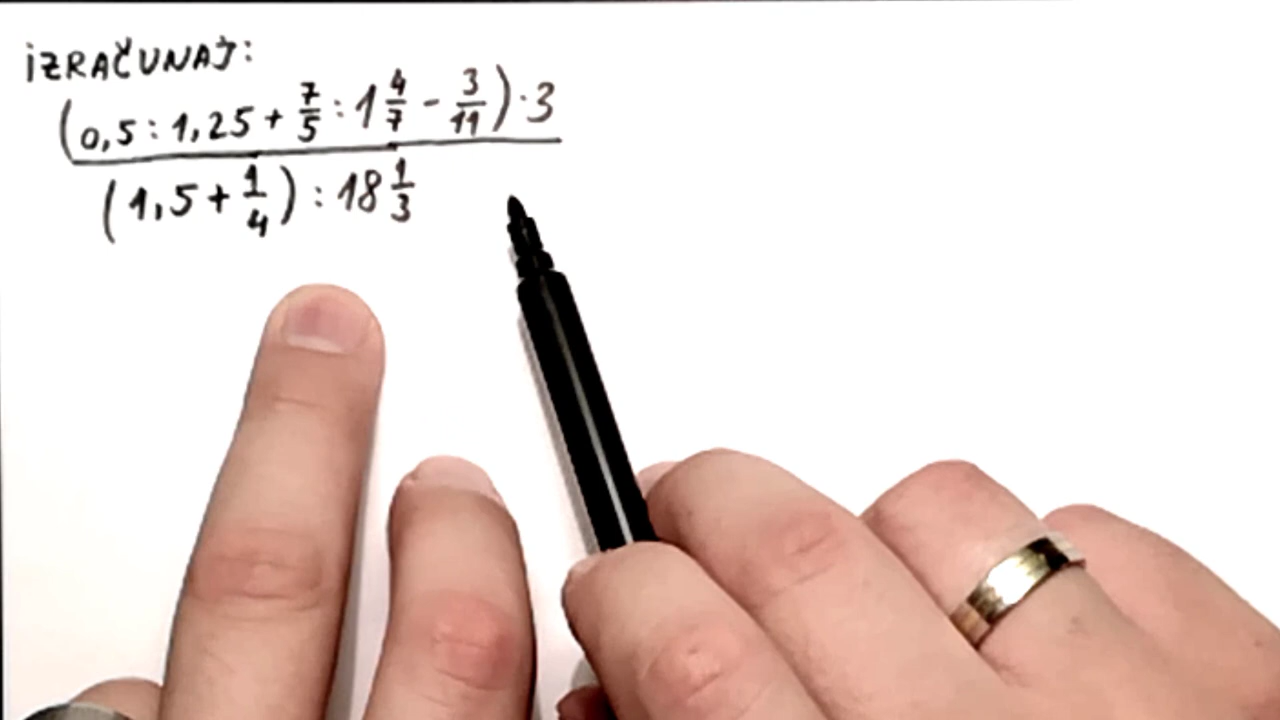 iZRAČUNAJ:
(0,5 : 1,25 + 7/5 : 1 4/7 - 3/11) · 3
(1,5 + 1/4) : 18 1/3